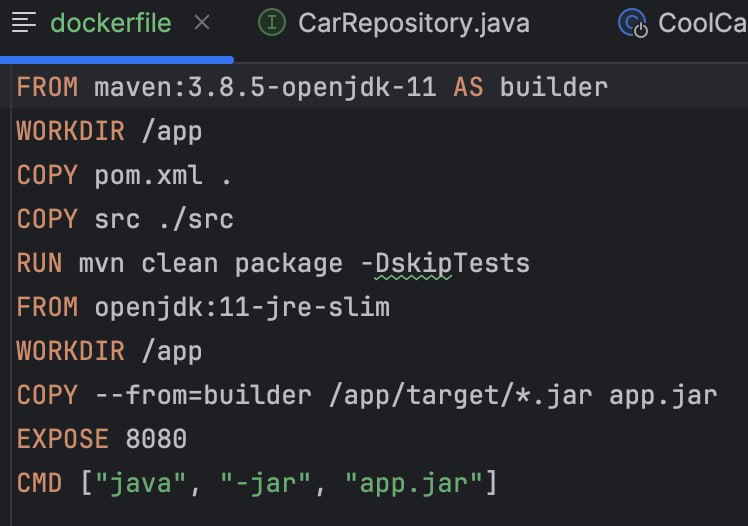 dockerfile CarRepository.java CoolCa
FROM maven:3.8.5-openjdk-11 AS builder
WORKDIR /app
COPY pom.xml .
COPY src ./src
RUN mvn clean package -DskipTests
FROM openjdk:11-jre-slim
WORKDIR /app
COPY --from=builder /app/target/*.jar app.jar
EXPOSE 8080
CMD ["java", "-jar", "app.jar"]